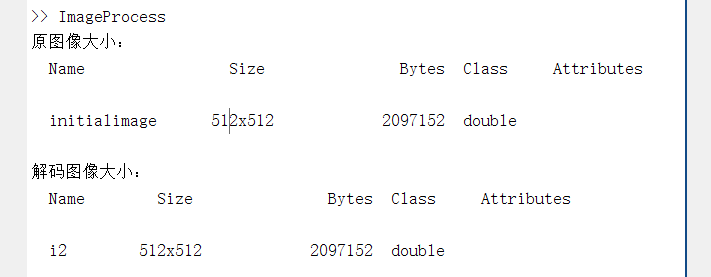 >> ImageProcess
原图像大小：
Name Size Bytes Class Attributes
initialimage 512x512 2097152 double
解码图像大小：
Name Size Bytes Class Attributes
i2 512x512 2097152 double